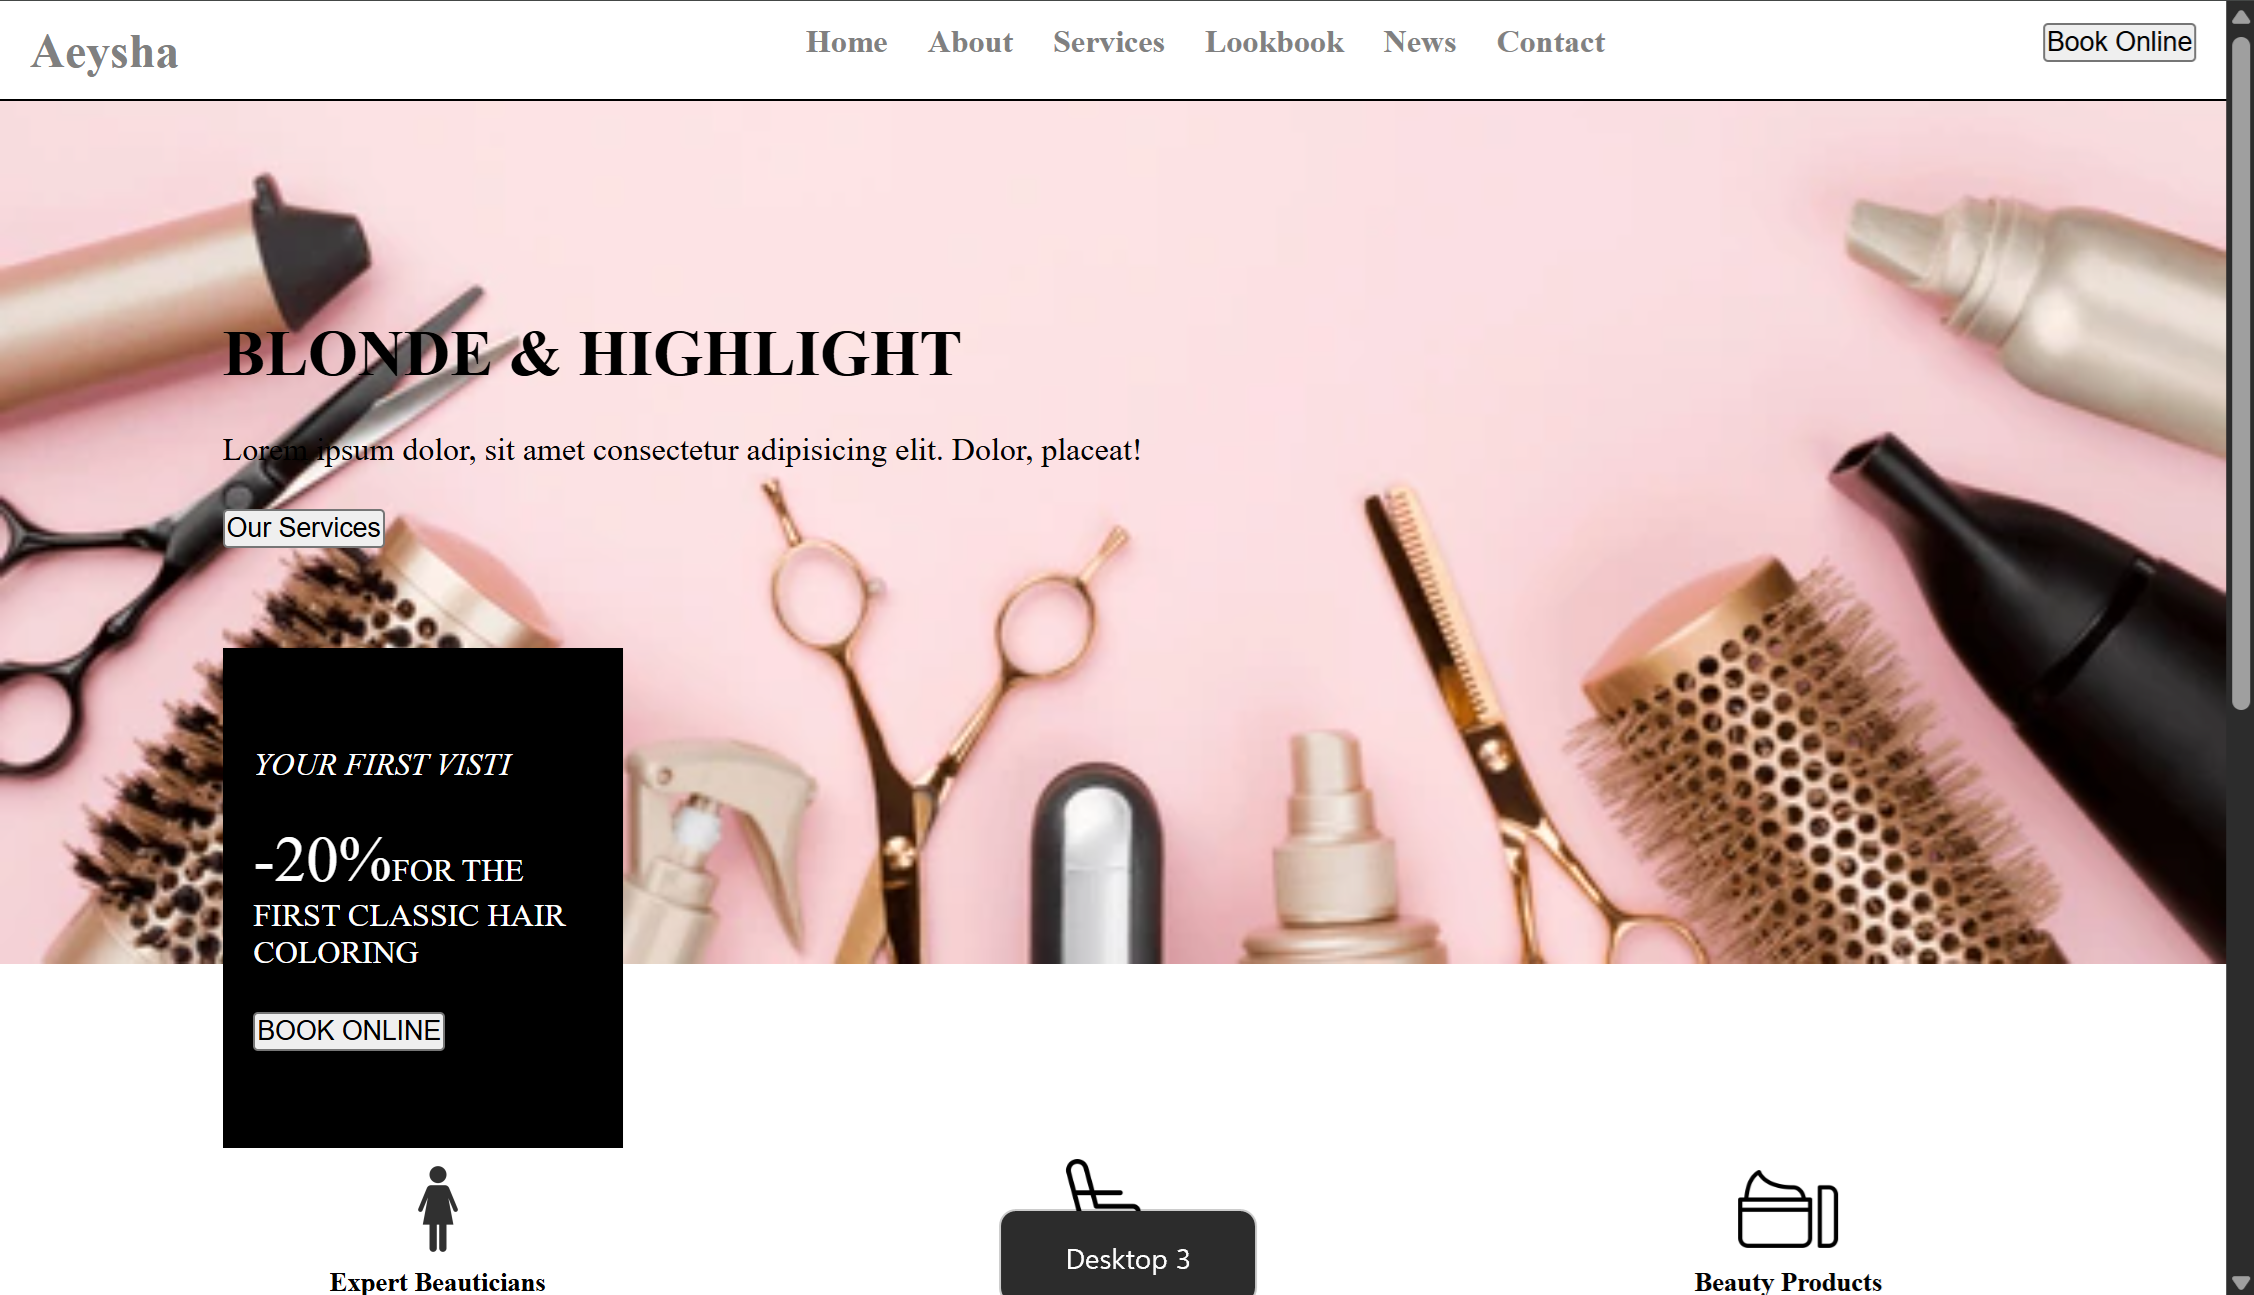 Aeysha
Home About Services Lookbook News Contact
Book Online
BLONDE & HIGHLIGHT
Lorem ipsum dolor, sit amet consectetur adipisicing elit. Dolor, placeat!
Our Services
YOUR FIRST VISTI
-20%FOR THE
FIRST CLASSIC HAIR
COLORING
BOOK ONLINE
Desktop 3
Expert Beauticians
Beauty Products